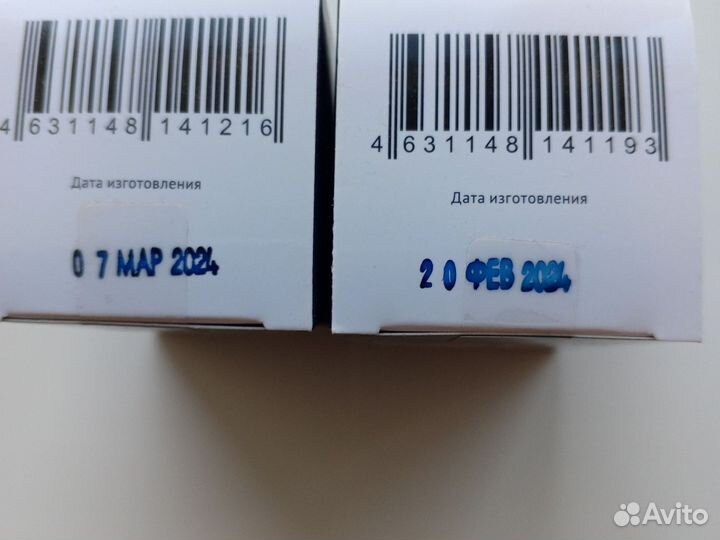 4 631148 141216
Дата изготовления
0 7 МАР 2024
4 631148 141193
Дата изготовления
2 0 ФЕВ 2024
Avito